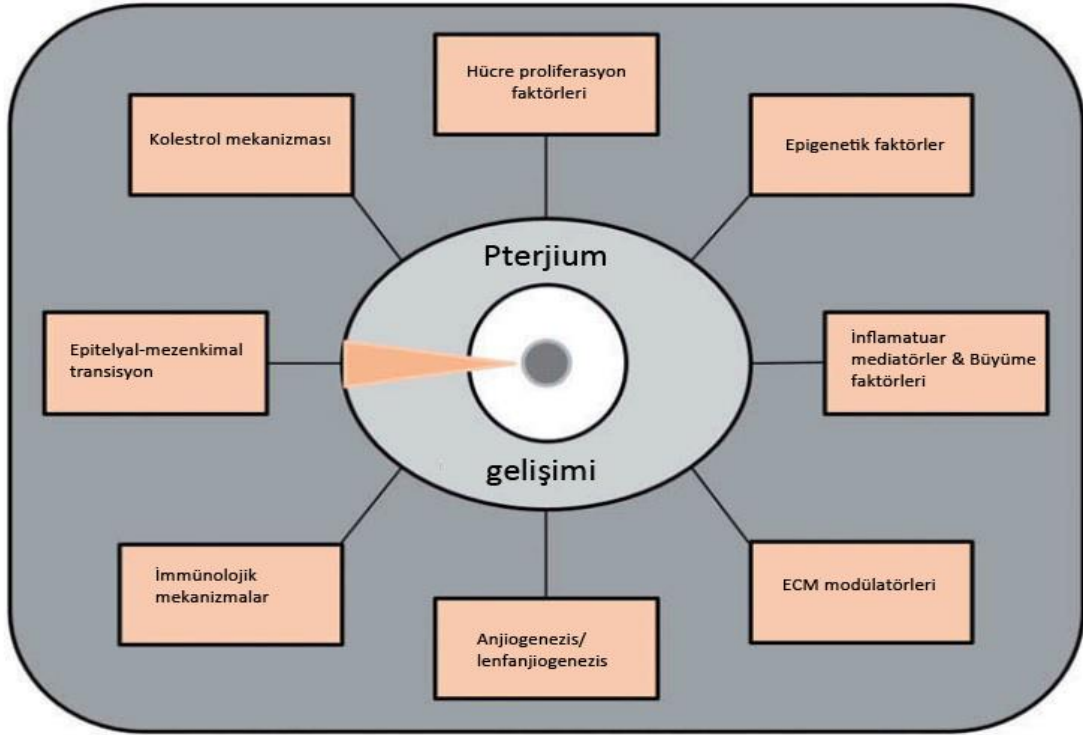 Hücre proliferasyon
faktörleri
Kolestrol mekanizması
Epigenetik faktörler
Pterjium
Epitelyal-mezenkimal
transisyon
İnflamatuar
mediatörler & Büyüme
faktörleri
gelişimi
İmmünolojik
mekanizmalar
ECM modülatörleri
Anjiogenezis/
lenfanjiogenezis